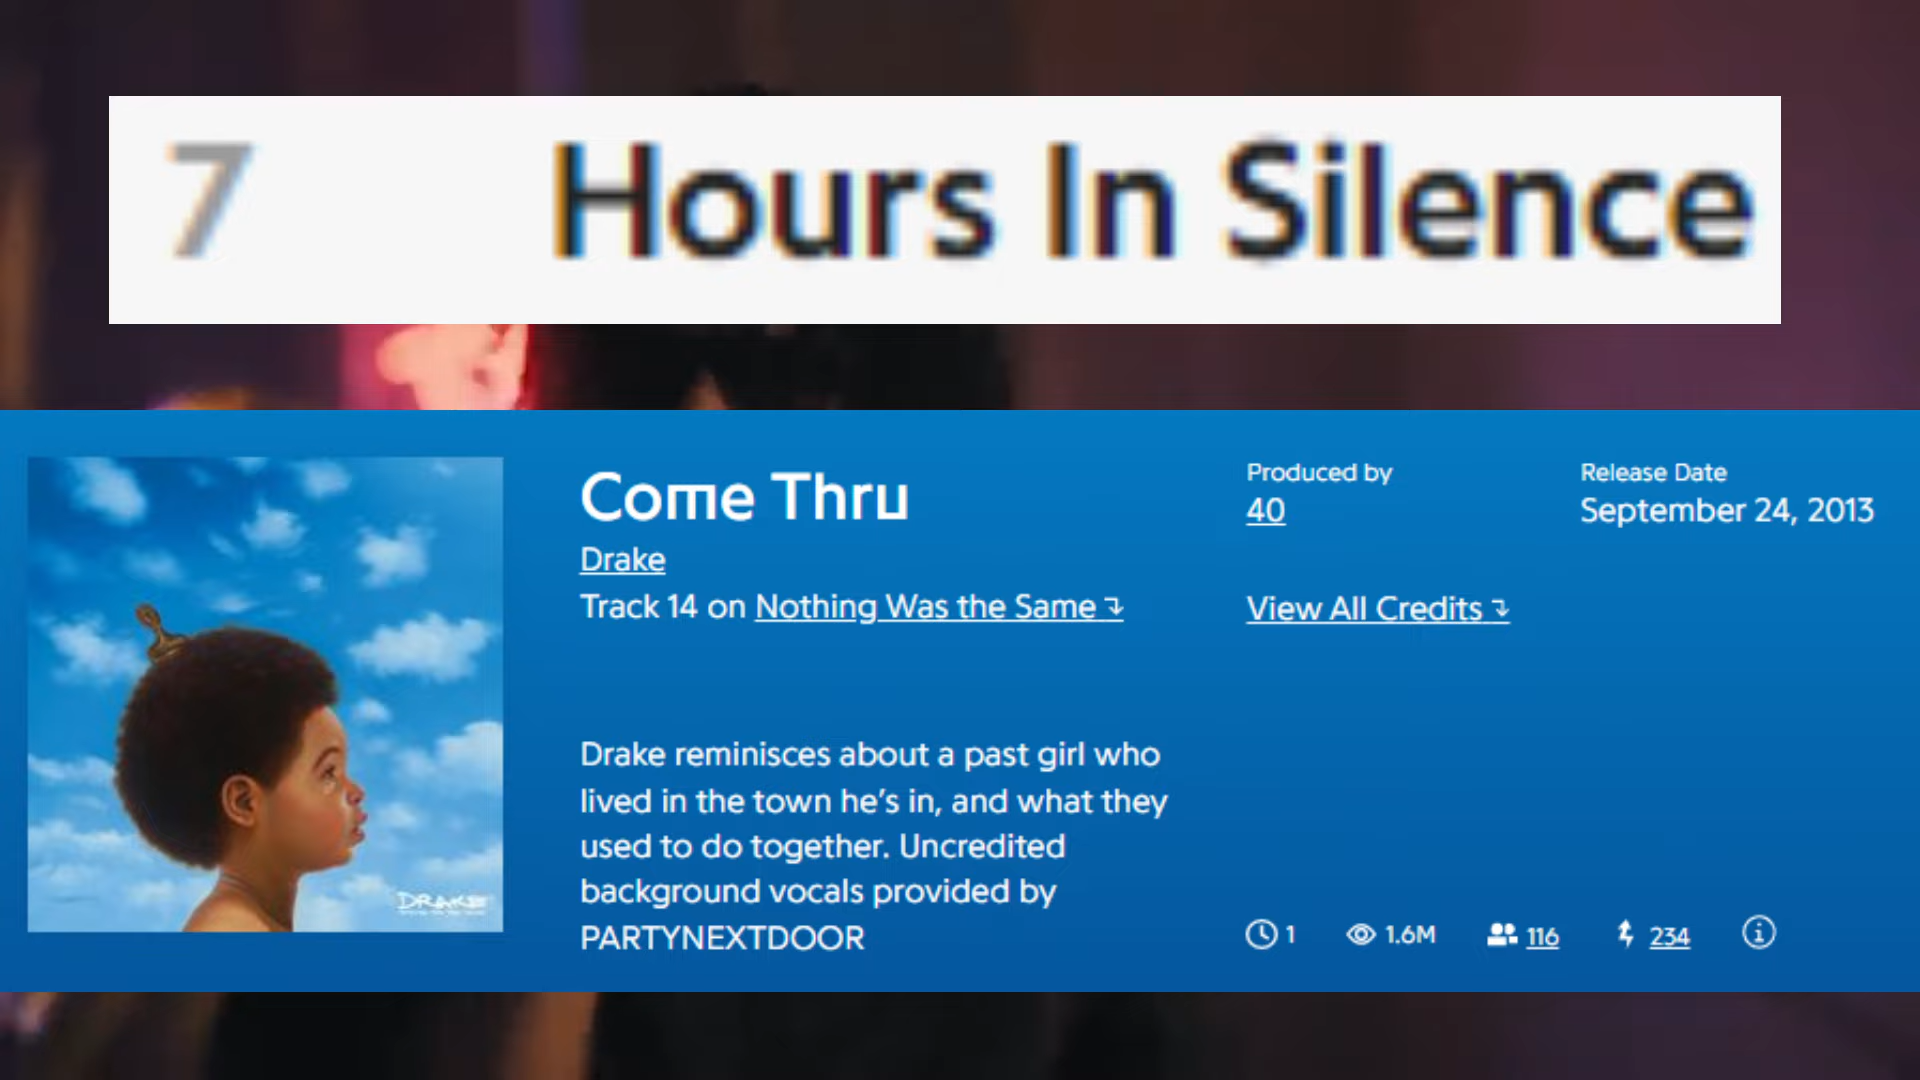 7 Hours In Silence
Come Thru
Drake
Track 14 on Nothing Was the Same
Produced by
40
Release Date
September 24, 2013
View All Credits
Drake reminisces about a past girl who
lived in the town he’s in, and what they
used to do together. Uncredited
background vocals provided by
PARTYNEXTDOOR
1 1.6M 116 234
DRAKE